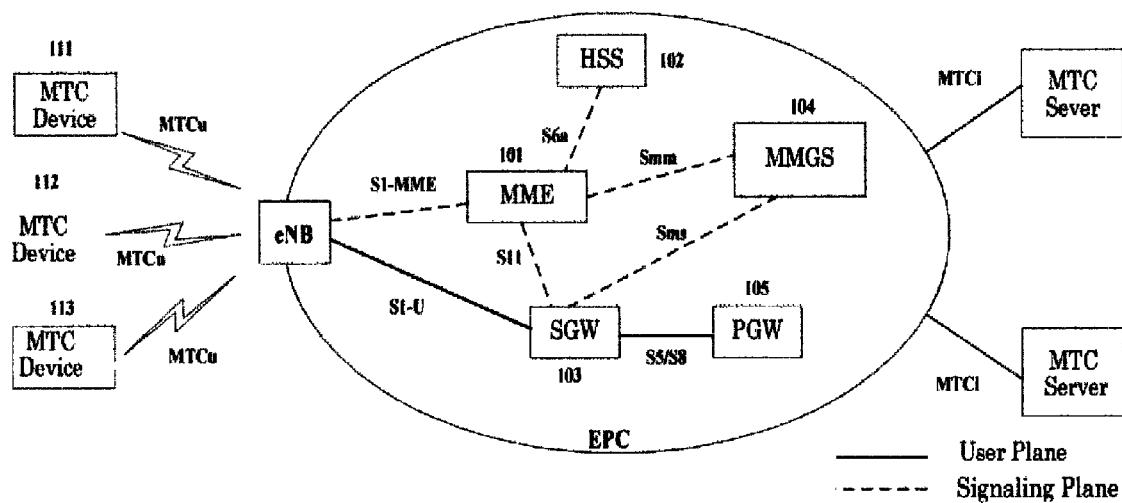 111
MTC
Device
MTCu
112
MTC
Device
MTCu
113
MTC
Device
MTCu
eNB
S1-MME
S1-U
HSS
102
S6a
101
MME
S11
Smm
104
MMGS
Sms
SGW
103
S5/S8
105
PGW
EPC
MTCi
MTC
Sever
MTCi
MTC
Server
User Plane
Signaling Plane